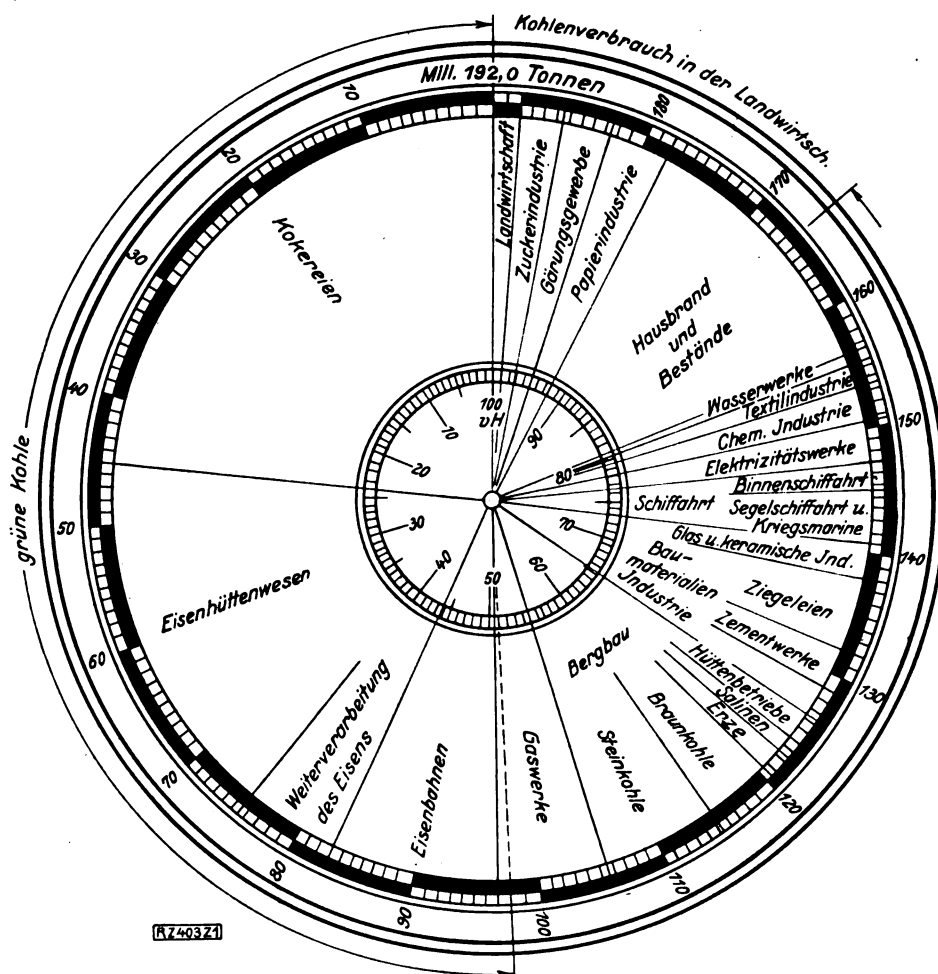 Kohlenverbrauch in der Landwirtsch.
Mill. 192,0 Tonnen
grüne Kohle
10
20
30
40
50
60
70
80
90
100
110
120
130
140
150
160
170
180
Landwirtschaft
Zuckerindustrie
Gärungsgewerbe
Papierindustrie
Hausbrand
und
Bestände
Wasserwerke
Textilindustrie
Chem. Jndustrie
Elektrizitätswerke
Binnenschiffahrt
Schiffahrt
Segelschiffahrt u.
Kriegsmarine
Glas u. keramische Jnd.
Bau-
materialien
Jndustrie
Ziegeleien
Zementwerke
Hüttenbetriebe
Salinen
Erze
Bergbau
Braunkohle
Steinkohle
Gaswerke
Eisenbahnen
Weiterverarbeitung
des Eisens
Eisenhüttenwesen
Kokereien
100
vH
10
20
30
40
50
60
70
80
90
RZ403Z1